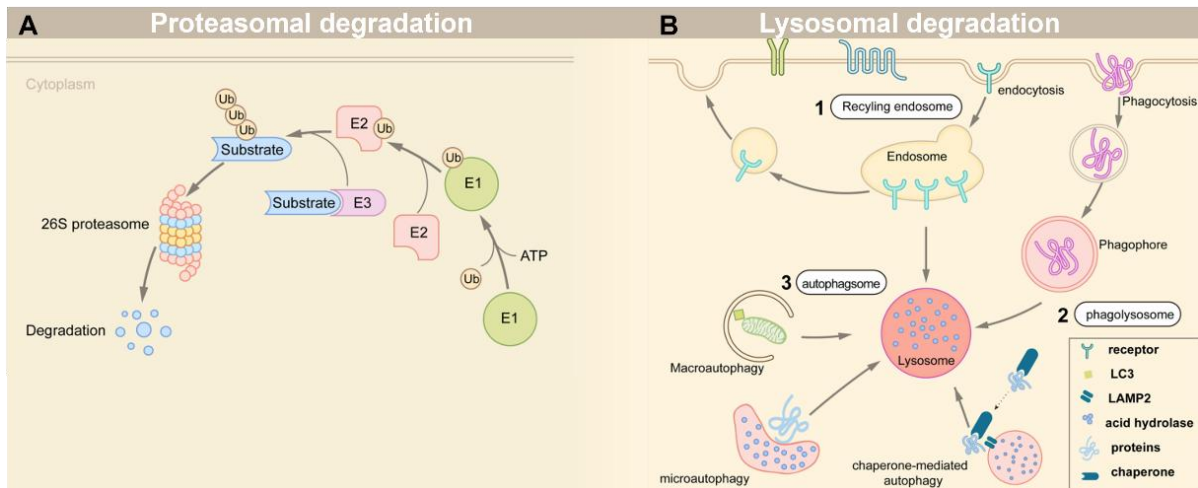 A
Proteasomal degradation
Cytoplasm
Ub
Ub
Ub
Substrate
E2
Ub
Ub
E1
Substrate
E3
26S proteasome
E2
ATP
Ub
Degradation
E1
B
Lysosomal degradation
1
Recyling endosome
endocytosis
Phagocytosis
Endosome
Phagophore
3
autophagsome
2
phagolysosome
Lysosome
Macroautophagy
microautophagy
chaperone-mediated
autophagy
receptor
LC3
LAMP2
acid hydrolase
proteins
chaperone